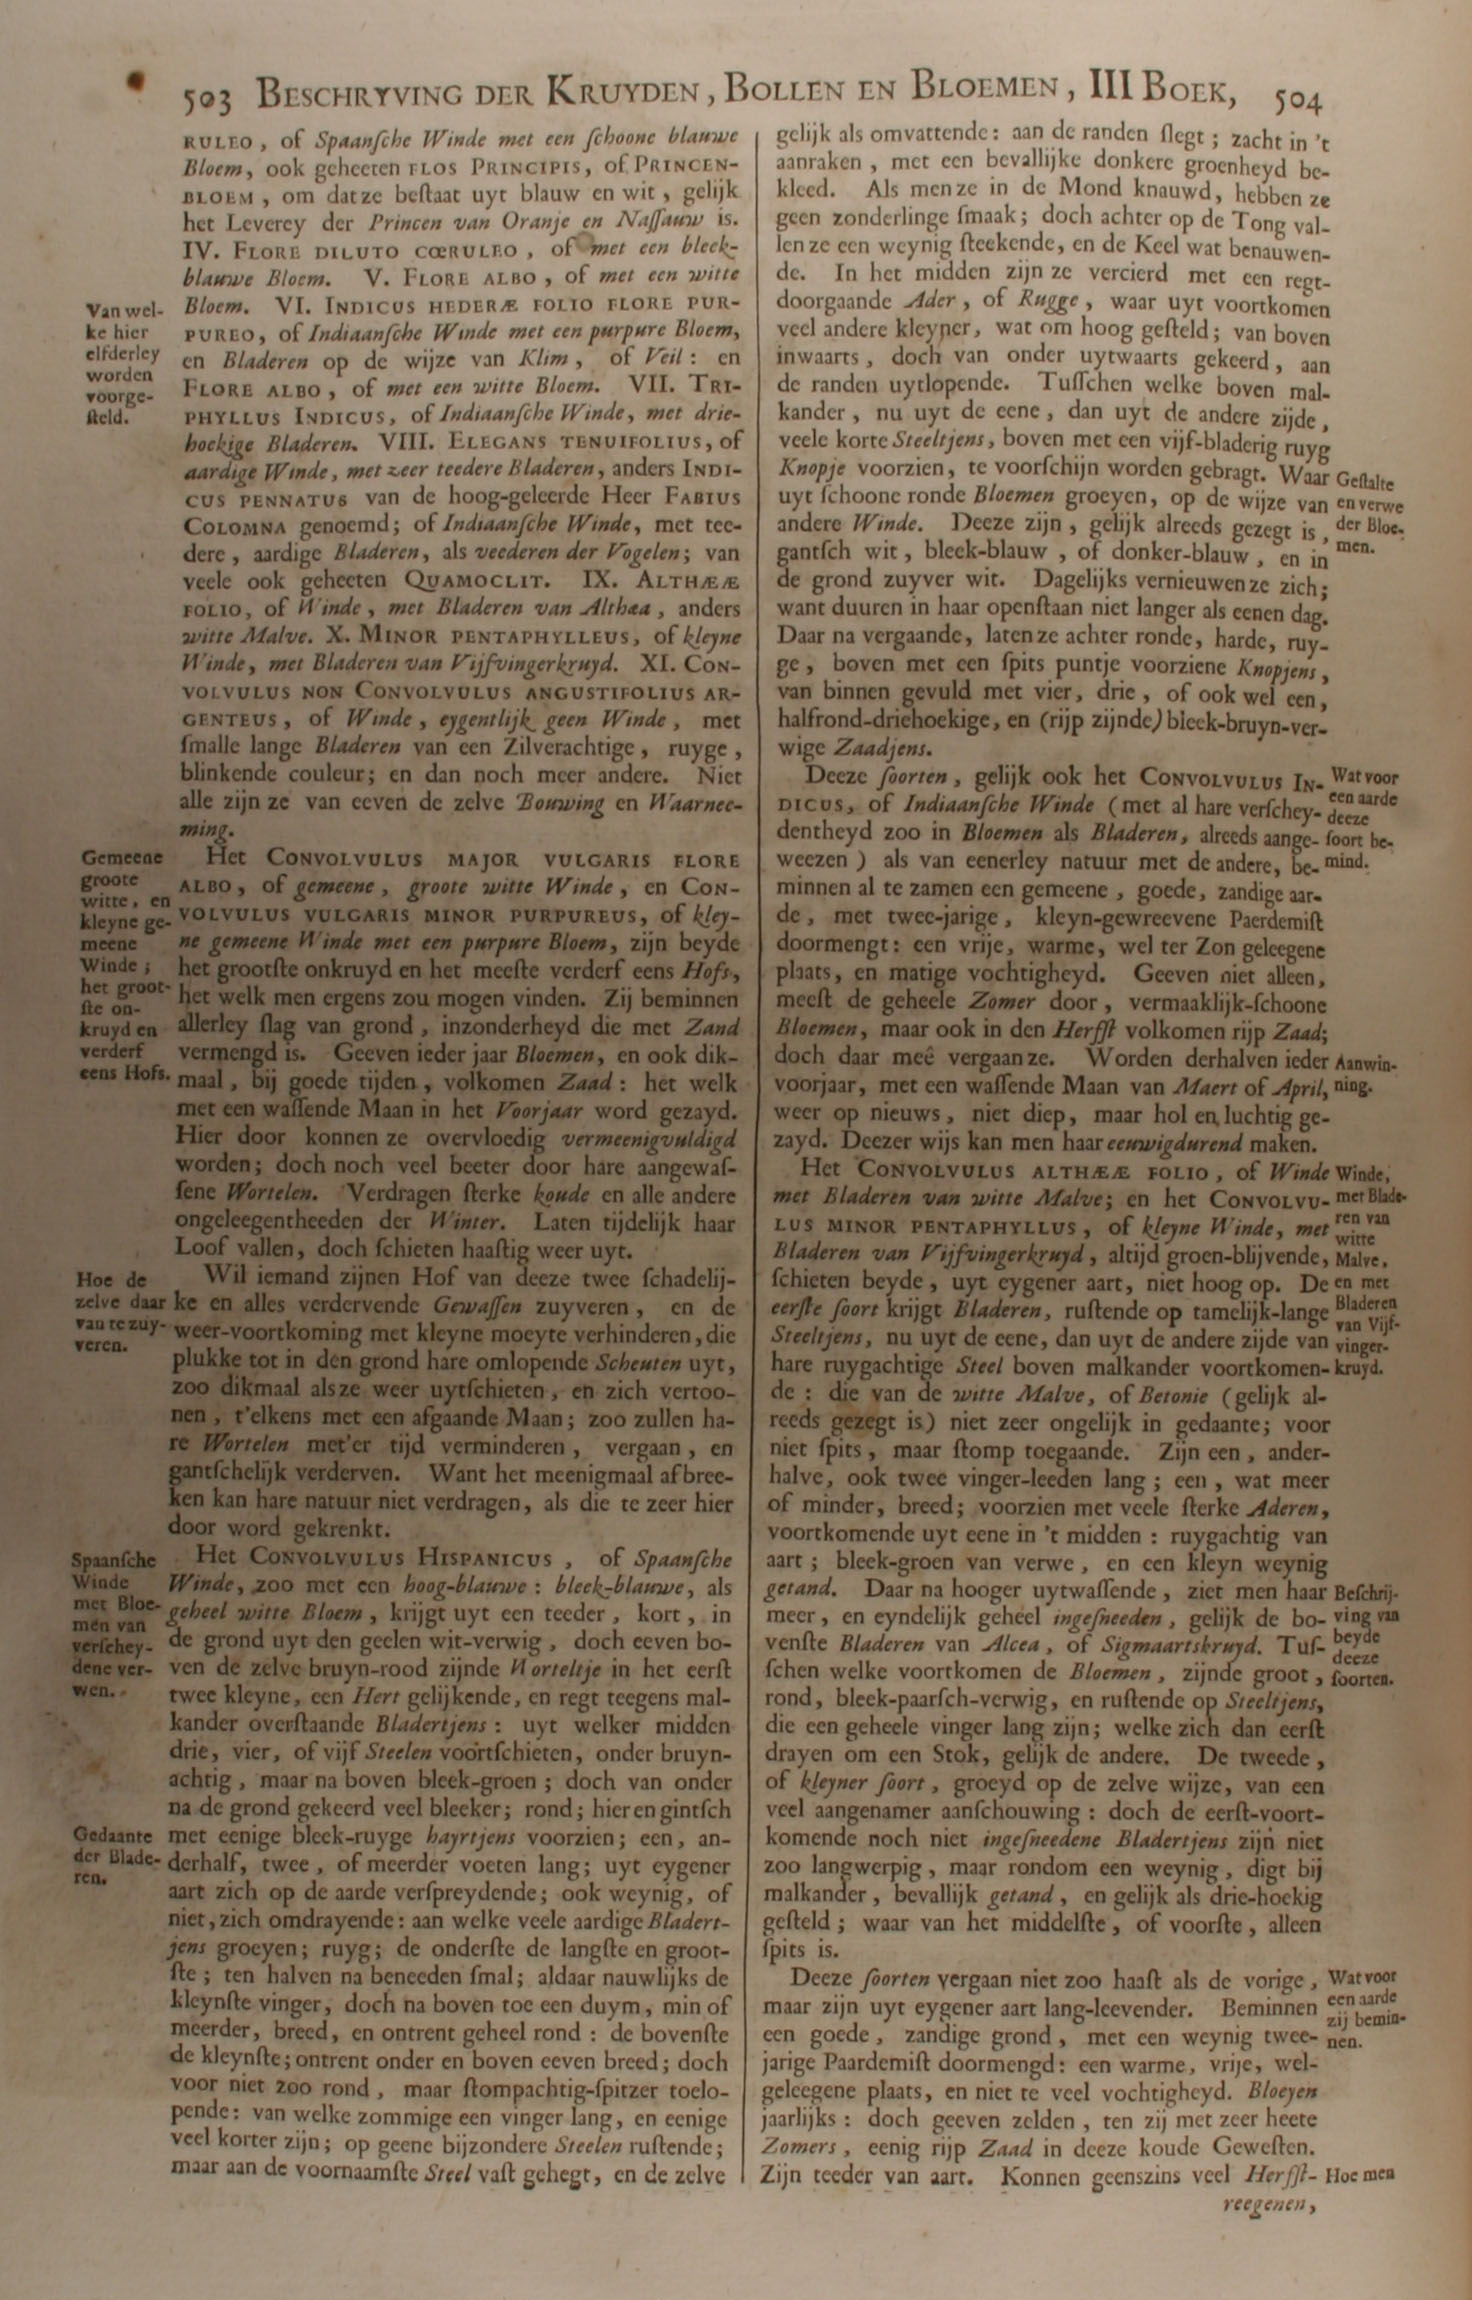 503 BESCHRYVING DER KRUYDEN, BOLLEN EN BLOEMEN, III BOEK, 504
RULEO, of Spaanſche Winde met een ſchoone blauwe
Bloem, ook geheeten FLOS PRINCIPIS, of PRINCEN-
BLOEM, om datze beſtaat uyt blauw en wit, gelijk
het Leverey der Princen van Oranje en Naſſauw is.
IV. FLORE DILUTO CŒRULEO, of met een bleek-
blauwe Bloem. V. FLORE ALBO, of met een witte
Bloem. VI. INDICUS HEDERÆ FOLIO FLORE PUR-
PUREO, of Indiaanſche Winde met een purpure Bloem,
en Bladeren op de wijze van Klim, of Veil: en
FLORE ALBO, of met een witte Bloem. VII. TRI-
PHYLLUS INDICUS, of Indiaanſche Winde, met drie-
hoekige Bladeren. VIII. ELEGANS TENUIFOLIUS, of
aardige Winde, met zeer teedere Bladeren, anders INDI-
CUS PENNATUS van de hoog-geleerde Heer FABIUS
COLOMNA genoemd; of Indiaanſche Winde, met tee-
dere, aardige Bladeren, als veederen der Vogelen; van
veele ook geheeten QUAMOCLIT. IX. ALTHÆÆ
FOLIO, of Winde, met Bladeren van Althæa, anders
witte Malve. X. MINOR PENTAPHYLLEUS, of kleyne
Winde, met Bladeren van Vijfvingerkruyd. XI. CON-
VOLVULUS NON CONVOLVULUS ANGUSTIFOLIUS AR-
GENTEUS, of Winde, eygentlijk geen Winde, met
ſmalle lange Bladeren van een Zilverachtige, ruyge,
blinkende couleur; en dan noch meer andere. Niet
alle zijn ze van eeven de zelve Bouwing en Waarnee-
ming.
Het CONVOLVULUS MAJOR VULGARIS FLORE
ALBO, of gemeene, groote witte Winde, en CON-
VOLVULUS VULGARIS MINOR PURPUREUS, of kley-
ne gemeene Winde met een purpure Bloem, zijn beyde
het grootſte onkruyd en het meeſte verderf eens Hofs,
het welk men ergens zou mogen vinden. Zij beminnen
allerley ſlag van grond, inzonderheyd die met Zand
vermengd is. Geeven ieder jaar Bloemen, en ook dik-
maal, bij goede tijden, volkomen Zaad: het welk
met een waſſende Maan in het Voorjaar word gezayd.
Hier door konnen ze overvloedig vermeenigvuldigd
worden; doch noch veel beeter door hare aangewaſ-
ſene Wortelen. Verdragen ſterke koude en alle andere
ongeleegentheeden der Winter. Laten tijdelijk haar
Loof vallen, doch ſchieten haaſtig weer uyt.
Wil iemand zijnen Hof van deeze twee ſchadelij-
ke en alles verdervende Gewaſſen zuyveren, en de
weer-voortkoming met kleyne moeyte verhinderen, die
plukke tot in den grond hare omlopende Scheuten uyt,
zoo dikmaal alsze weer uytſchieten, en zich vertoo-
nen, t'elkens met een afgaande Maan; zoo zullen ha-
re Wortelen met'er tijd verminderen, vergaan, en
gantſchelijk verderven. Want het meenigmaal afbree-
ken kan hare natuur niet verdragen, als die te zeer hier
door word gekrenkt.
Het CONVOLVULUS HISPANICUS, of Spaanſche
Winde, zoo met een hoog-blauwe: bleek-blauwe, als
geheel witte Bloem, krijgt uyt een teeder, kort, in
de grond uyt den geelen wit-verwig, doch eeven bo-
ven de zelve bruyn-rood zijnde Worteltje in het eerſt
twee kleyne, een Hert gelijkende, en regt teegens mal-
kander overſtaande Bladertjens: uyt welker midden
drie, vier, of vijf Steelen voortſchieten, onder bruyn-
achtig, maar na boven bleek-groen; doch van onder
na de grond gekeerd veel bleeker; rond; hier en gintſch
met eenige bleek-ruyge hayrtjens voorzien; een, an-
derhalf, twee, of meerder voeten lang; uyt eygener
aart zich op de aarde verſpreydende; ook weynig, of
niet, zich omdrayende: aan welke veele aardige Bladert-
jens groeyen; ruyg; de onderſte de langſte en groot-
ſte; ten halven na beneeden ſmal; aldaar nauwlijks de
kleynſte vinger, doch na boven toe een duym, min of
meerder, breed, en ontrent geheel rond: de bovenſte
de kleynſte; ontrent onder en boven eeven breed; doch
voor niet zoo rond, maar ſtompachtig-ſpitzer toelo-
pende: van welke zommige een vinger lang, en eenige
veel korter zijn; op geene bijzondere Steelen ruſtende;
maar aan de voornaamſte Steel vaſt gehegt, en de zelve
Van wel-
ke hier
elfderley
worden
voorge-
ſteld.
Gemeene
groote
witte, en
kleyne ge-
meene
Winde;
het groot-
ſte on-
kruyd en
verderf
eens Hofs.
Hoe de
zelve daar
van te zuy-
veren.
Spaanſche
Winde
met Bloe-
men van
verſchey-
dene ver-
wen.
Gedaante
der Blade-
ren.
gelijk als omvattende: aan de randen ſlegt; zacht in 't
aanraken, met een bevallijke donkere groenheyd be-
kleed. Als menze in de Mond knauwd, hebben ze
geen zonderlinge ſmaak; doch achter op de Tong val-
lenze een weynig ſteekende, en de Keel wat benauwen-
de. In het midden zijn ze vercierd met een regt-
doorgaande Ader, of Rugge, waar uyt voortkomen
veel andere kleyner, wat om hoog geſteld; van boven
inwaarts, doch van onder uytwaarts gekeerd, aan
de randen uytlopende. Tuſſchen welke boven mal-
kander, nu uyt de eene, dan uyt de andere zijde,
veele korte Steeltjens, boven met een vijf-bladerig ruyg
Knopje voorzien, te voorſchijn worden gebragt. Waar
uyt ſchoone ronde Bloemen groeyen, op de wijze van
andere Winde. Deeze zijn, gelijk alreeds gezegt is,
gantſch wit, bleek-blauw, of donker-blauw, en in
de grond zuyver wit. Dagelijks vernieuwenze zich;
want duuren in haar openſtaan niet langer als eenen dag.
Daar na vergaande, latenze achter ronde, harde, ruy-
ge, boven met een ſpits puntje voorziene Knopjens,
van binnen gevuld met vier, drie, of ook wel een,
halfrond-driehoekige, en (rijp zijnde) bleek-bruyn-ver-
wige Zaadjens.
Deeze ſoorten, gelijk ook het CONVOLVULUS IN-
DICUS, of Indiaanſche Winde (met al hare verſchey-
dentheyd zoo in Bloemen als Bladeren, alreeds aange-
weezen) als van eenerley natuur met de andere, be-
minnen al te zamen een gemeene, goede, zandige aar-
de, met twee-jarige, kleyn-gewreevene Paerdemiſt
doormengt: een vrije, warme, wel ter Zon geleegene
plaats, en matige vochtigheyd. Geeven niet alleen,
meeſt de geheele Zomer door, vermaaklijk-ſchoone
Bloemen, maar ook in den Herfſt volkomen rijp Zaad;
doch daar meê vergaanze. Worden derhalven ieder
voorjaar, met een waſſende Maan van Maert of April,
weer op nieuws, niet diep, maar hol en luchtig ge-
zayd. Deezer wijs kan men haar eeuwigdurend maken.
Het CONVOLVULUS ALTHÆÆ FOLIO, of Winde
met Bladeren van witte Malve; en het CONVOLVU-
LUS MINOR PENTAPHYLLUS, of kleyne Winde, met
Bladeren van Vijfvingerkruyd, altijd groen-blijvende,
ſchieten beyde, uyt eygener aart, niet hoog op. De
eerſte ſoort krijgt Bladeren, ruſtende op tamelijk-lange
Steeltjens, nu uyt de eene, dan uyt de andere zijde van
hare ruygachtige Steel boven malkander voortkomen-
de: die van de witte Malve, of Betonie (gelijk al-
reeds gezegt is) niet zeer ongelijk in gedaante; voor
niet ſpits, maar ſtomp toegaande. Zijn een, ander-
halve, ook twee vinger-leeden lang; een, wat meer
of minder, breed; voorzien met veele ſterke Aderen,
voortkomende uyt eene in 't midden: ruygachtig van
aart; bleek-groen van verwe, en een kleyn weynig
getand. Daar na hooger uytwaſſende, ziet men haar
meer, en eyndelijk geheel ingeſneeden, gelijk de bo-
venſte Bladeren van Alcea, of Sigmaartskruyd. Tuſ-
ſchen welke voortkomen de Bloemen, zijnde groot,
rond, bleek-paarſch-verwig, en ruſtende op Steeltjens,
die een geheele vinger lang zijn; welke zich dan eerſt
drayen om een Stok, gelijk de andere. De tweede,
of kleyner ſoort, groeyd op de zelve wijze, van een
veel aangenamer aanſchouwing: doch de eerſt-voort-
komende noch niet ingeſneedene Bladertjens zijn niet
zoo langwerpig, maar rondom een weynig, digt bij
malkander, bevallijk getand, en gelijk als drie-hoekig
geſteld; waar van het middelſte, of voorſte, alleen
ſpits is.
Deeze ſoorten vergaan niet zoo haaſt als de vorige,
maar zijn uyt eygener aart lang-leevender. Beminnen
een goede, zandige grond, met een weynig twee-
jarige Paardemiſt doormengd: een warme, vrije, wel-
geleegene plaats, en niet te veel vochtigheyd. Bloeyen
jaarlijks: doch geeven zelden, ten zij met zeer heete
Zomers, eenig rijp Zaad in deeze koude Geweſten.
Zijn teeder van aart. Konnen geenszins veel Herfſt-
reegenen,
Geſtalte
en verwe
der Bloe-
men.
Wat voor
een aarde
deeze
ſoort be-
mind.
Aanwin-
ning.
Winde,
met Blade-
ren van
witte
Malve,
en met
Bladeren
van Vijf-
vinger-
kruyd.
Beſchrij-
ving van
beyde
deeze
ſoorten.
Wat voor
een aarde
zij bemin-
nen.
Hoe men